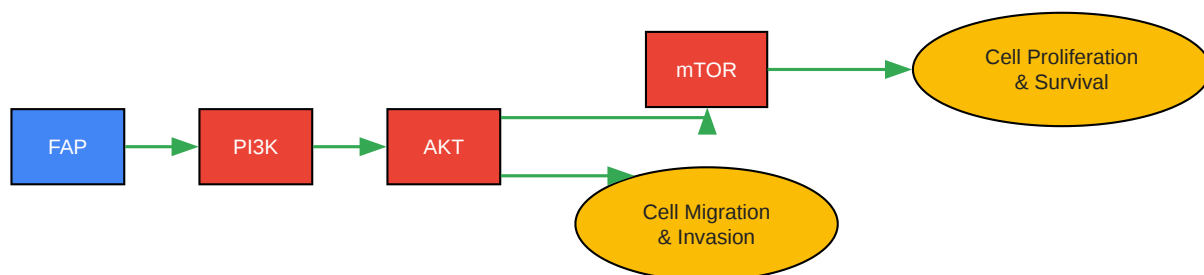 mTOR
Cell Proliferation
& Survival
FAP
PI3K
AKT
Cell Migration
& Invasion